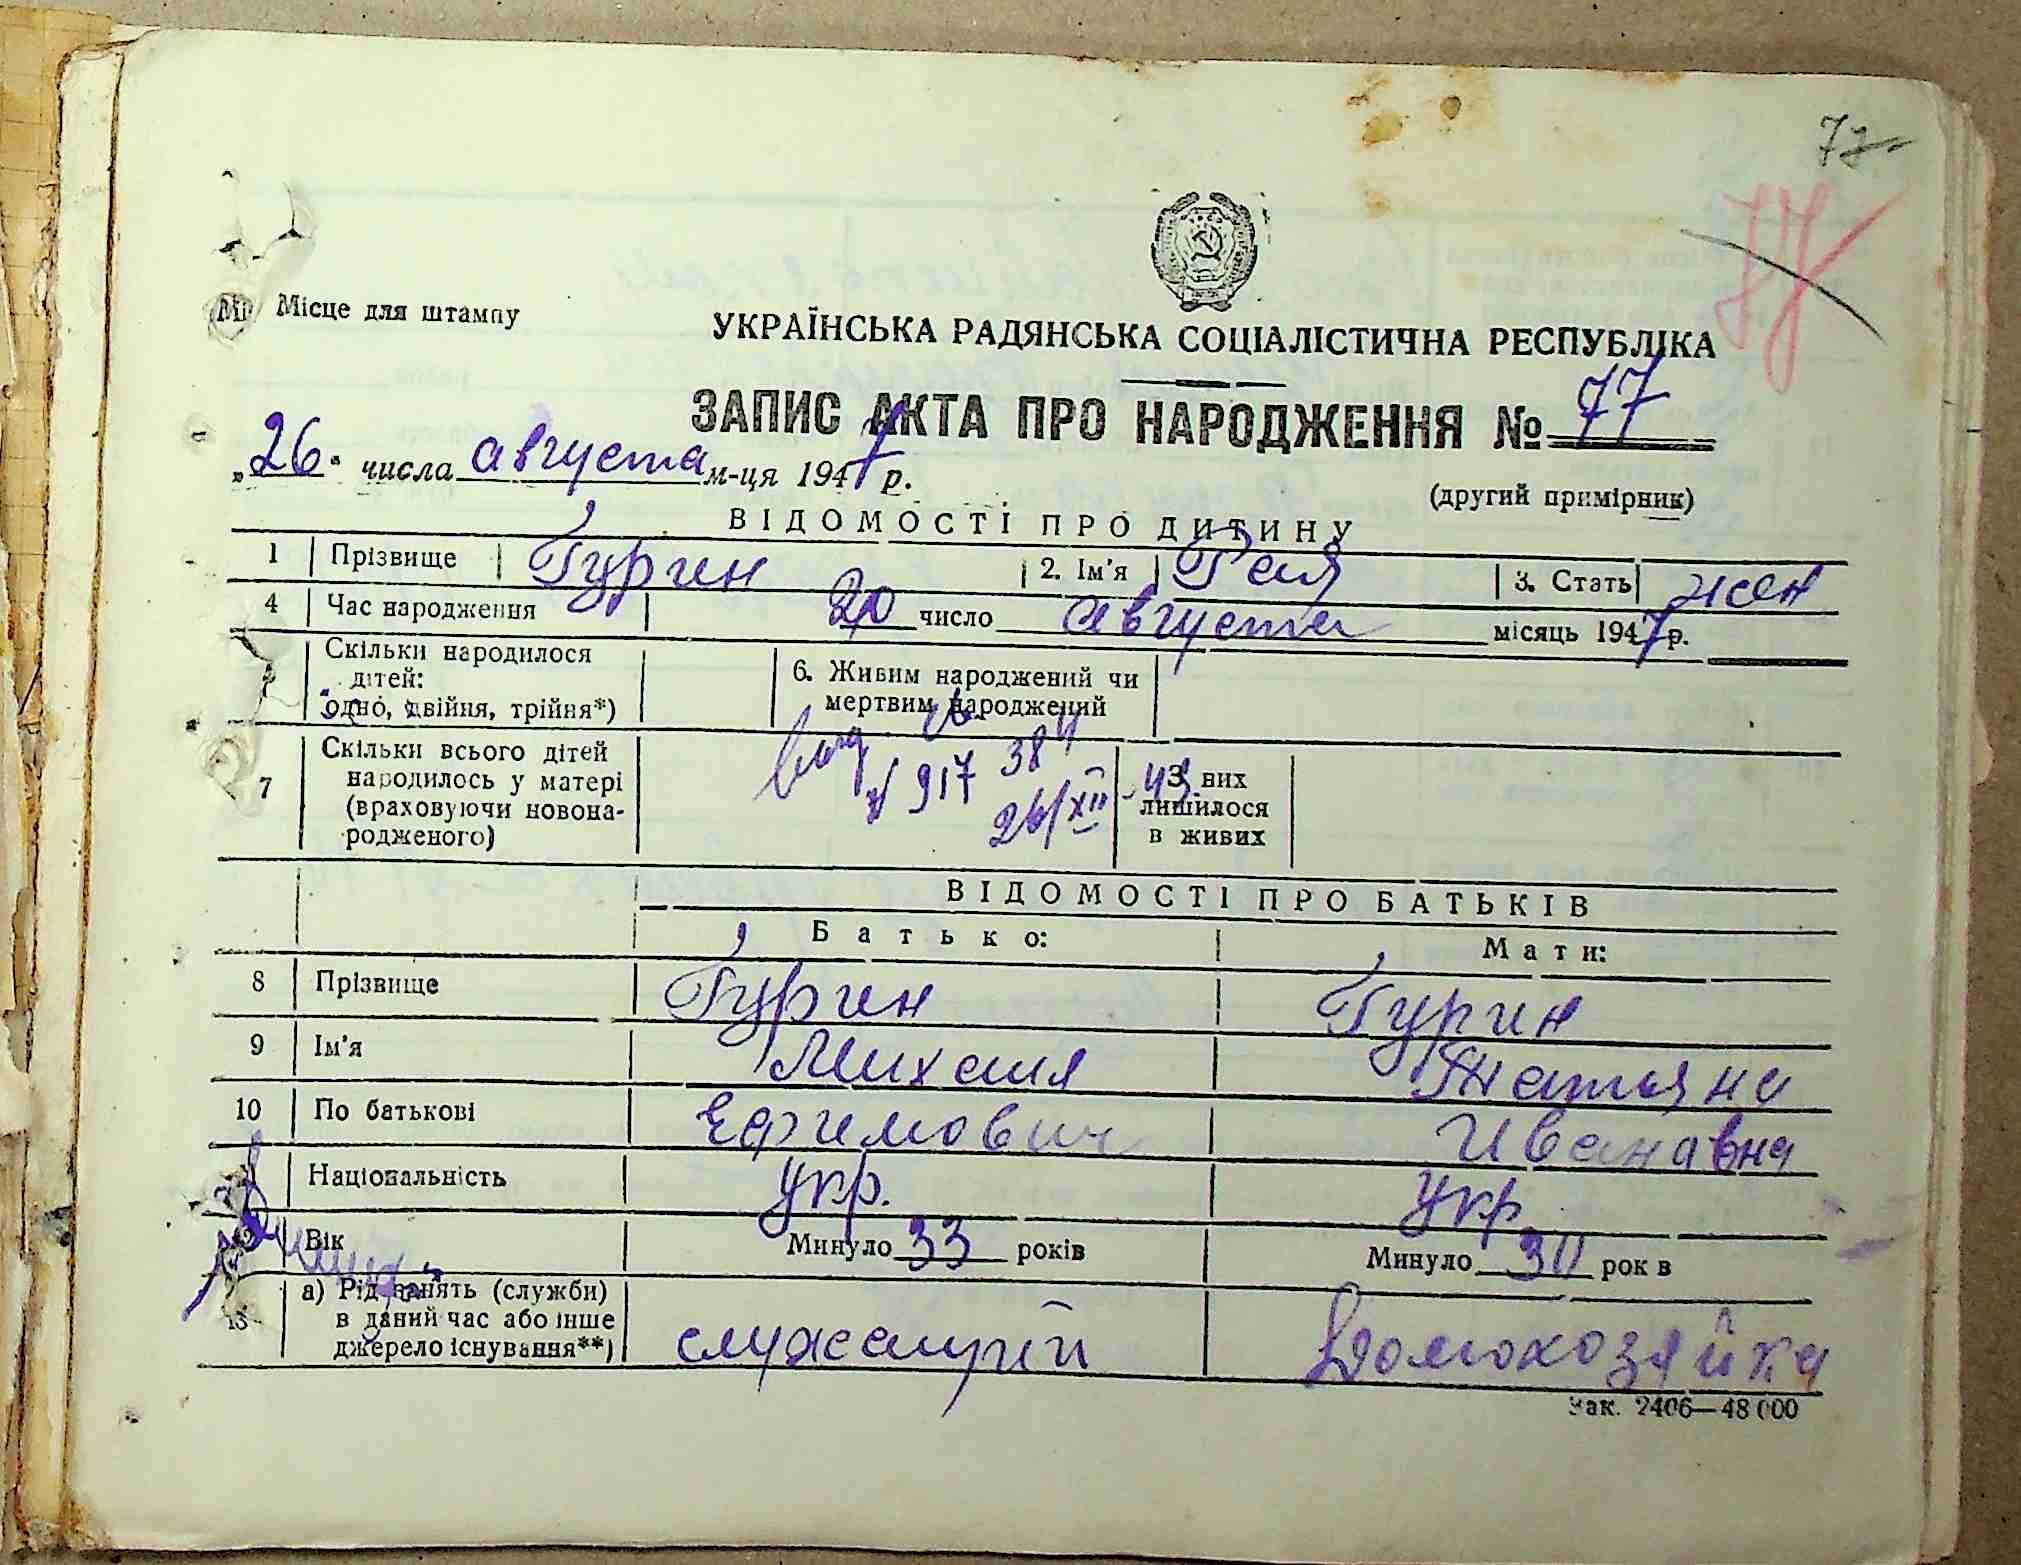 77
Місце для штампу
УКРАЇНСЬКА РАДЯНСЬКА СОЦІАЛІСТИЧНА РЕСПУБЛІКА
ЗАПИС АКТА ПРО НАРОДЖЕННЯ № 77
„26“ числа августа м-ця 1947 р.
(другий примірник)
ВІДОМОСТІ ПРО ДИТИНУ
1 Прізвище Гурин 2. Ім'я Рая 3. Стать жен
4 Час народження 20 число августа місяць 1947 р.
Скільки народилося дітей: одно, двійня, трійня*)
6. Живим народжений чи мертвим народжений
7 Скільки всього дітей народилось у матері (враховуючи новонародженого)
917 384
26/XII
З них лишилося в живих
ВІДОМОСТІ ПРО БАТЬКІВ
Батько: Мати:
8 Прізвище Гурин Гурин
9 Ім'я Михаил Татьяна
10 По батькові Ефимович Иванавна
Національність укр. укр
Вік Минуло 33 років Минуло 30 рок в
а) Рід занять (служби) в даний час або інше джерело існування**) служащий Домохозяйка
Зак. 2406—48 000